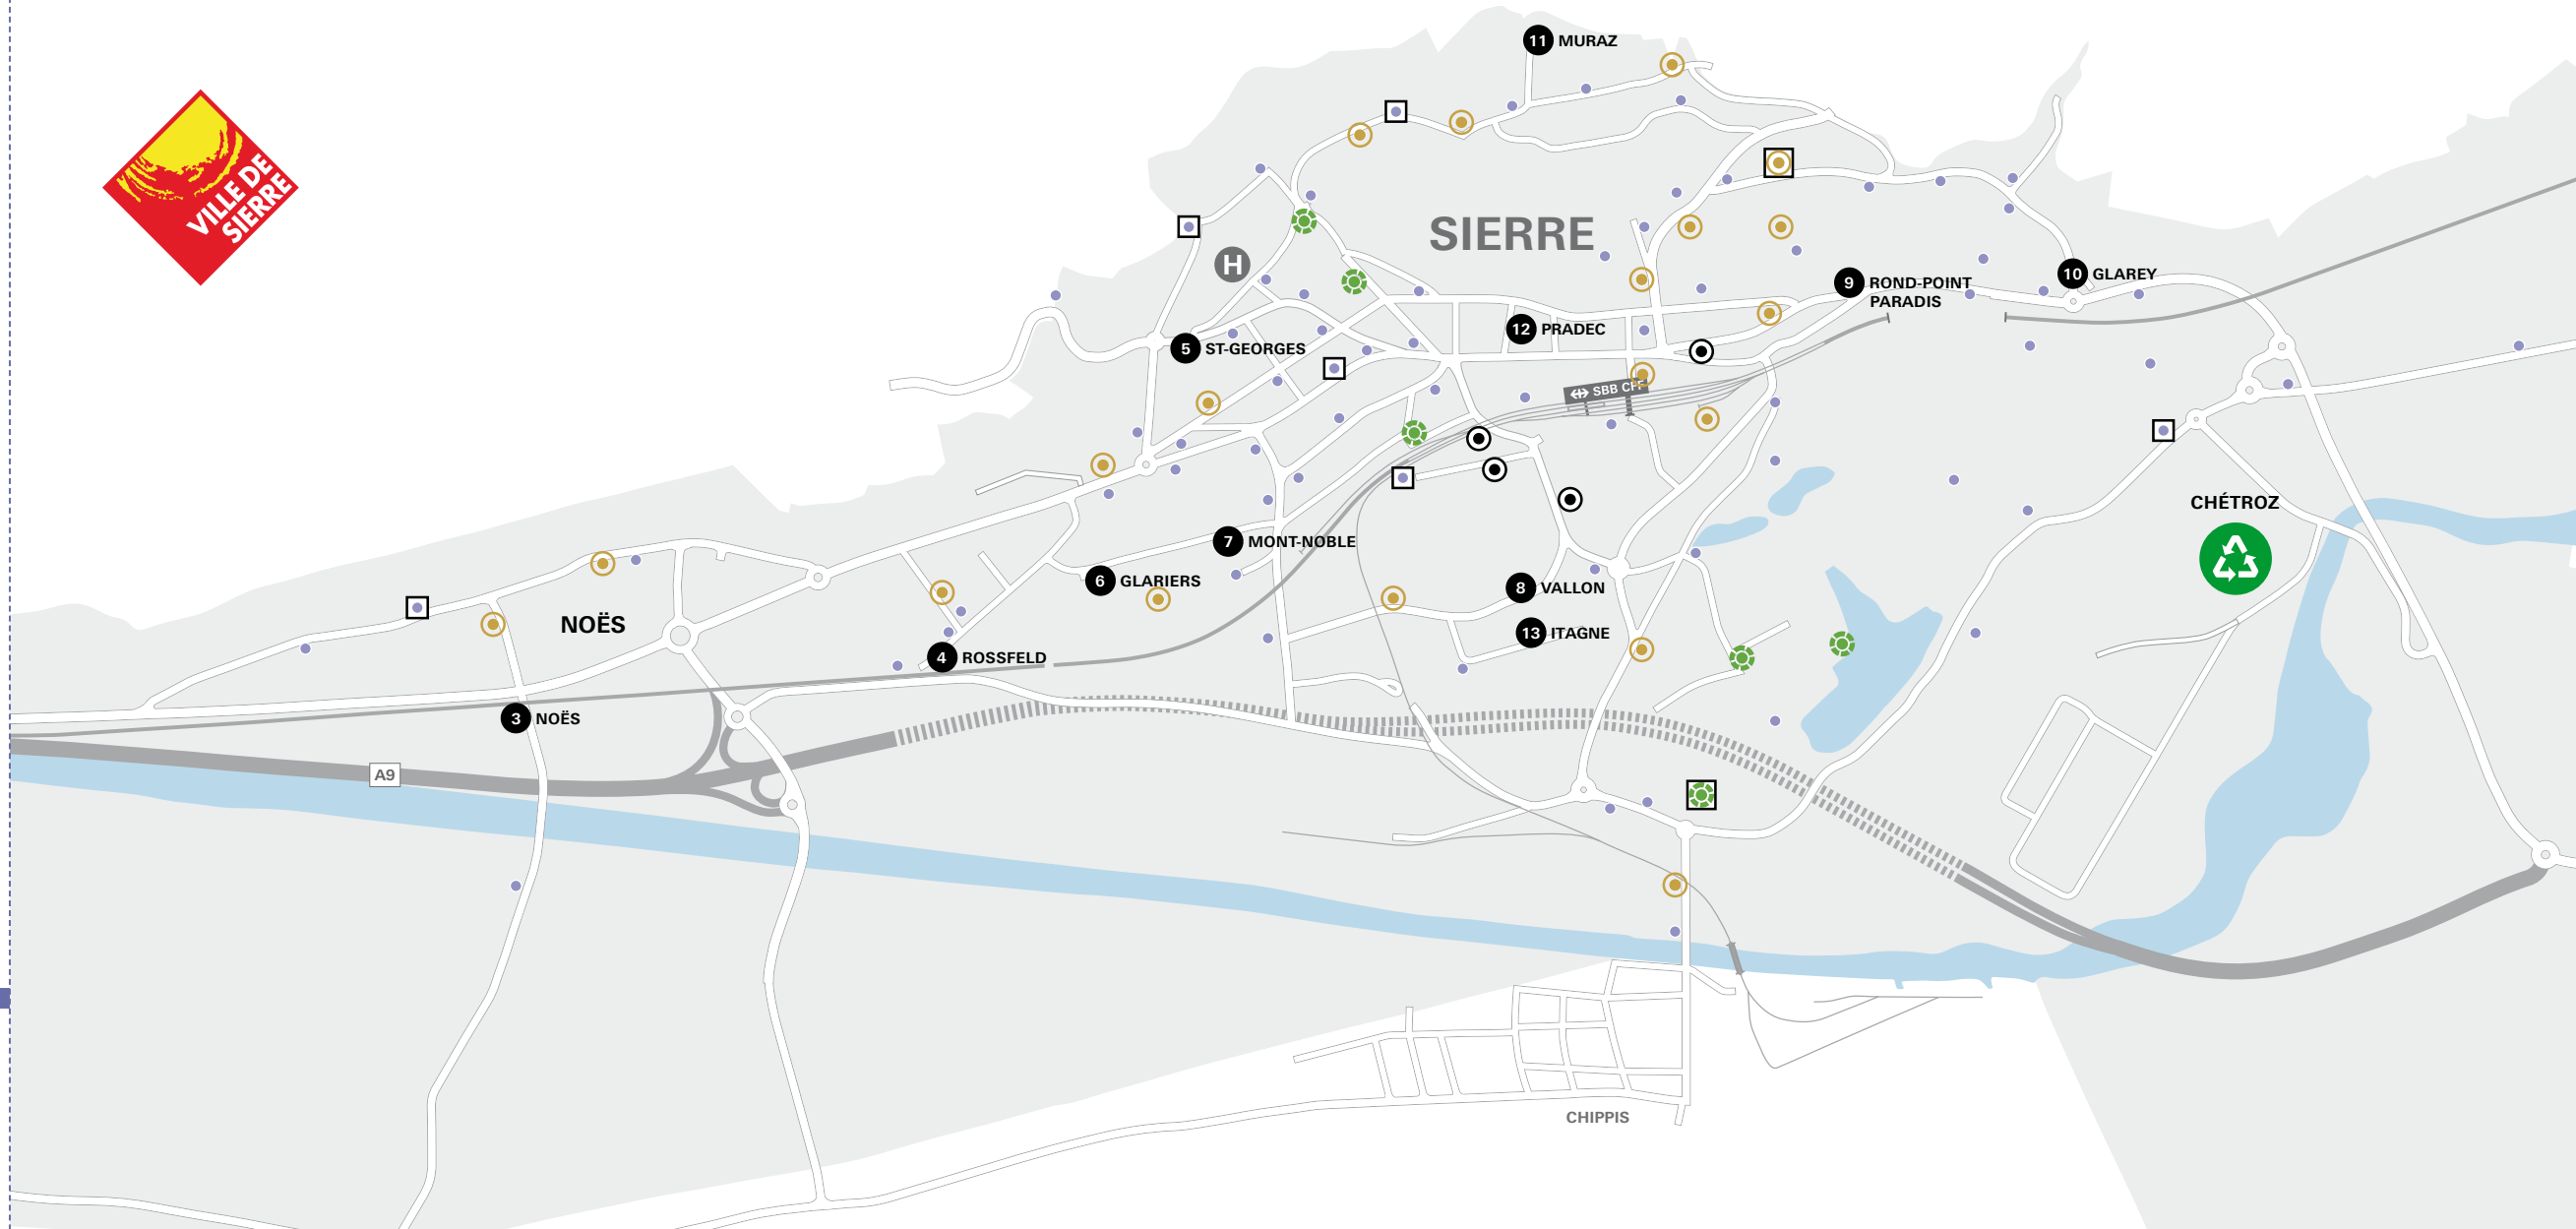 VILLE DE
SIERRE
11 MURAZ
SIERRE
H
9 ROND-POINT
PARADIS
10 GLAREY
12 PRADEC
5 ST-GEORGES
SBB CFF
CHÉTROZ
7 MONT-NOBLE
6 GLARIERS
8 VALLON
NOËS
13 ITAGNE
4 ROSSFELD
3 NOËS
A9
CHIPPIS